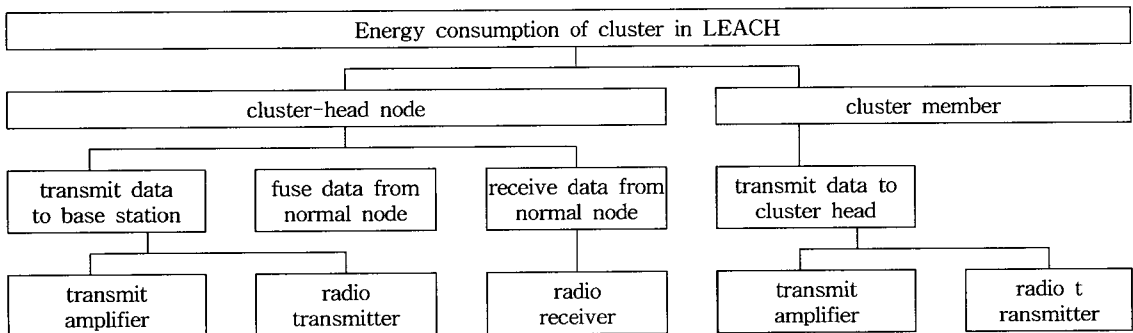 Energy consumption of cluster in LEACH
cluster-head node
cluster member
transmit data
to base station
fuse data from
normal node
receive data from
normal node
transmit data to
cluster head
transmit
amplifier
radio
transmitter
radio
receiver
transmit
amplifier
radio t
ransmitter